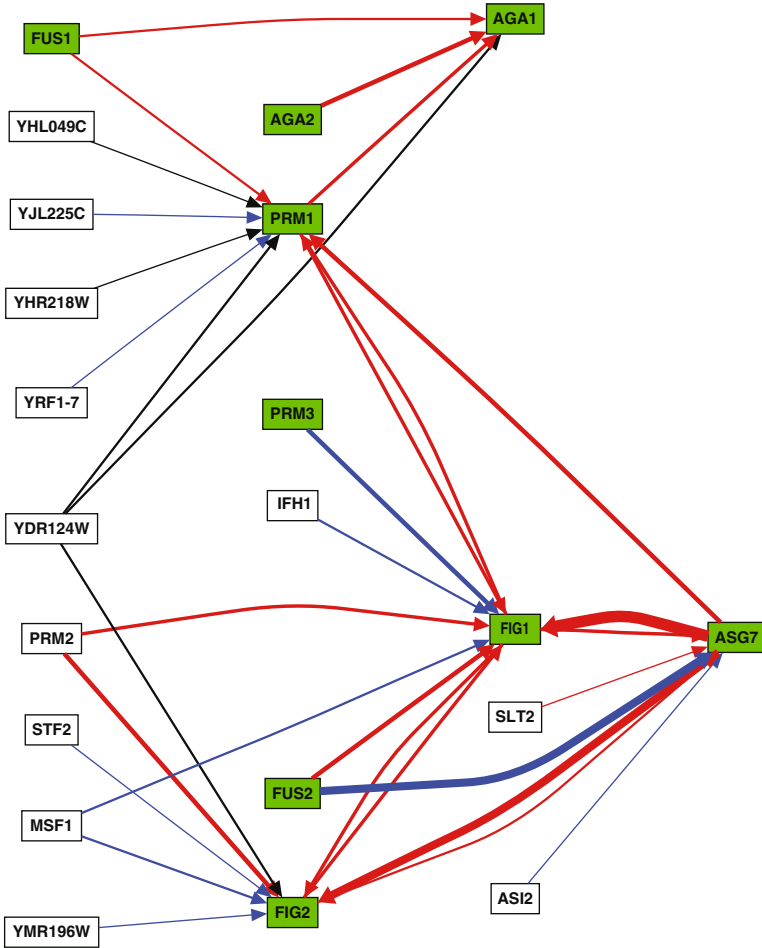 AGA1
FUS1
AGA2
YHL049C
YJL225C
PRM1
YHR218W
YRF1-7
PRM3
IFH1
YDR124W
FIG1
PRM2
ASG7
SLT2
STF2
FUS2
MSF1
ASI2
FIG2
YMR196W